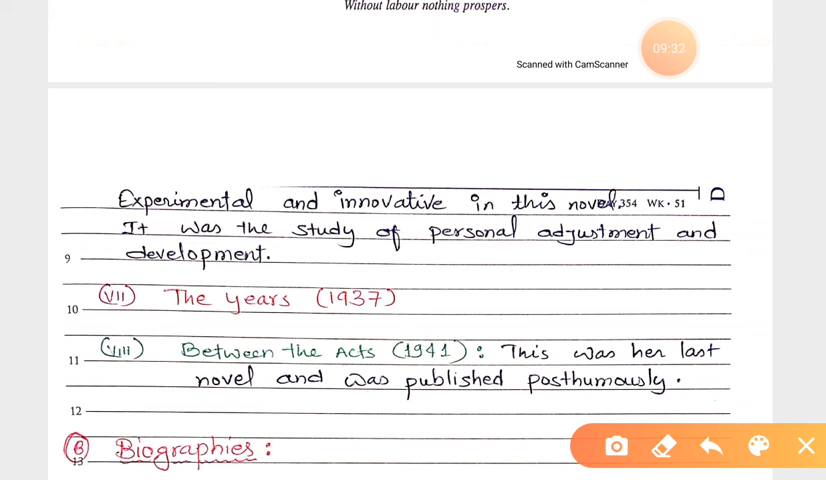 Without labour nothing prospers.
09:32
Scanned with CamScanner
Experimental and innovative in this novel. 354 WK · 51
It was the study of personal adjustment and
9 development.
10 (VII) The years (1937)
11 (VIII) Between the Acts (1941): This was her last
novel and was published posthumously.
12
13 (B) Biographies: